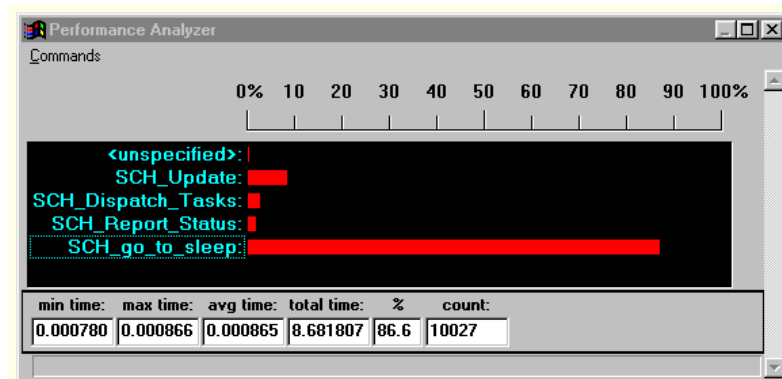 Performance Analyzer
Commands
0% 10 20 30 40 50 60 70 80 90 100%
<unspecified>:
SCH_Update:
SCH_Dispatch_Tasks:
SCH_Report_Status:
SCH_go_to_sleep:
min time: max time: avg time: total time: % count:
0.000780 0.000866 0.000865 8.681807 86.6 10027